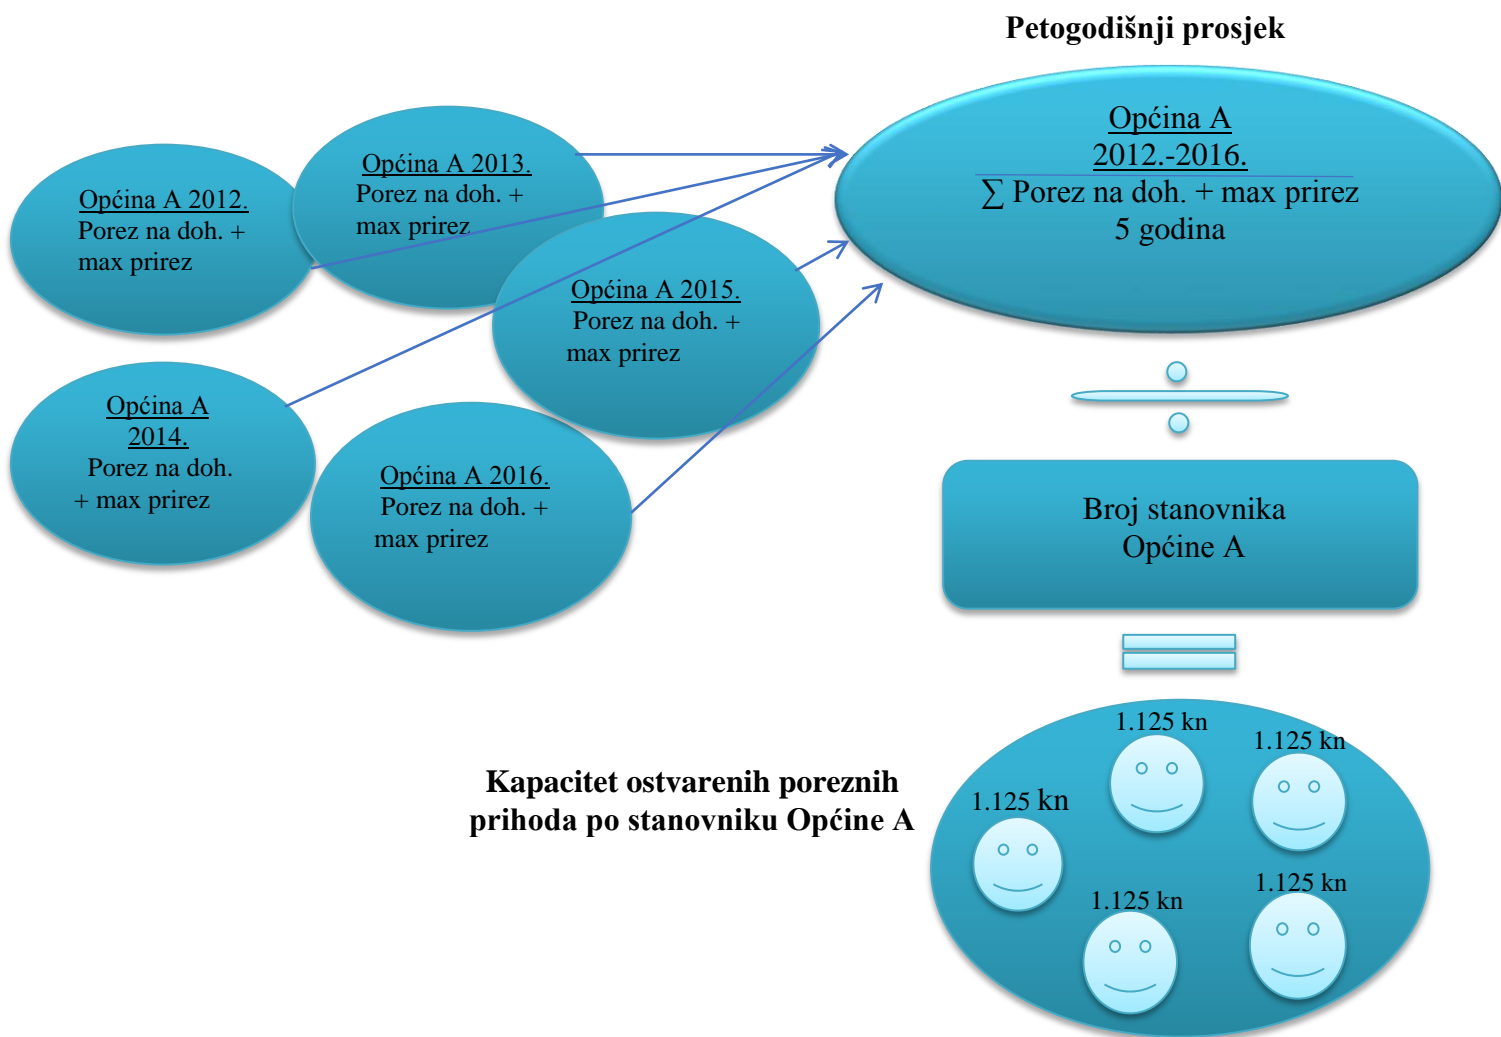 Petogodišnji prosjek
Općina A 2012.
Porez na doh. +
max prirez
Općina A 2013.
Porez na doh. +
max prirez
Općina A
2014.
Porez na doh.
+ max prirez
Općina A 2015.
Porez na doh. +
max prirez
Općina A 2016.
Porez na doh. +
max prirez
Općina A
2012.-2016.
∑ Porez na doh. + max prirez
5 godina
Broj stanovnika
Općine A
Kapacitet ostvarenih poreznih
prihoda po stanovniku Općine A
1.125 kn
1.125 kn
1.125 kn
1.125 kn
1.125 kn